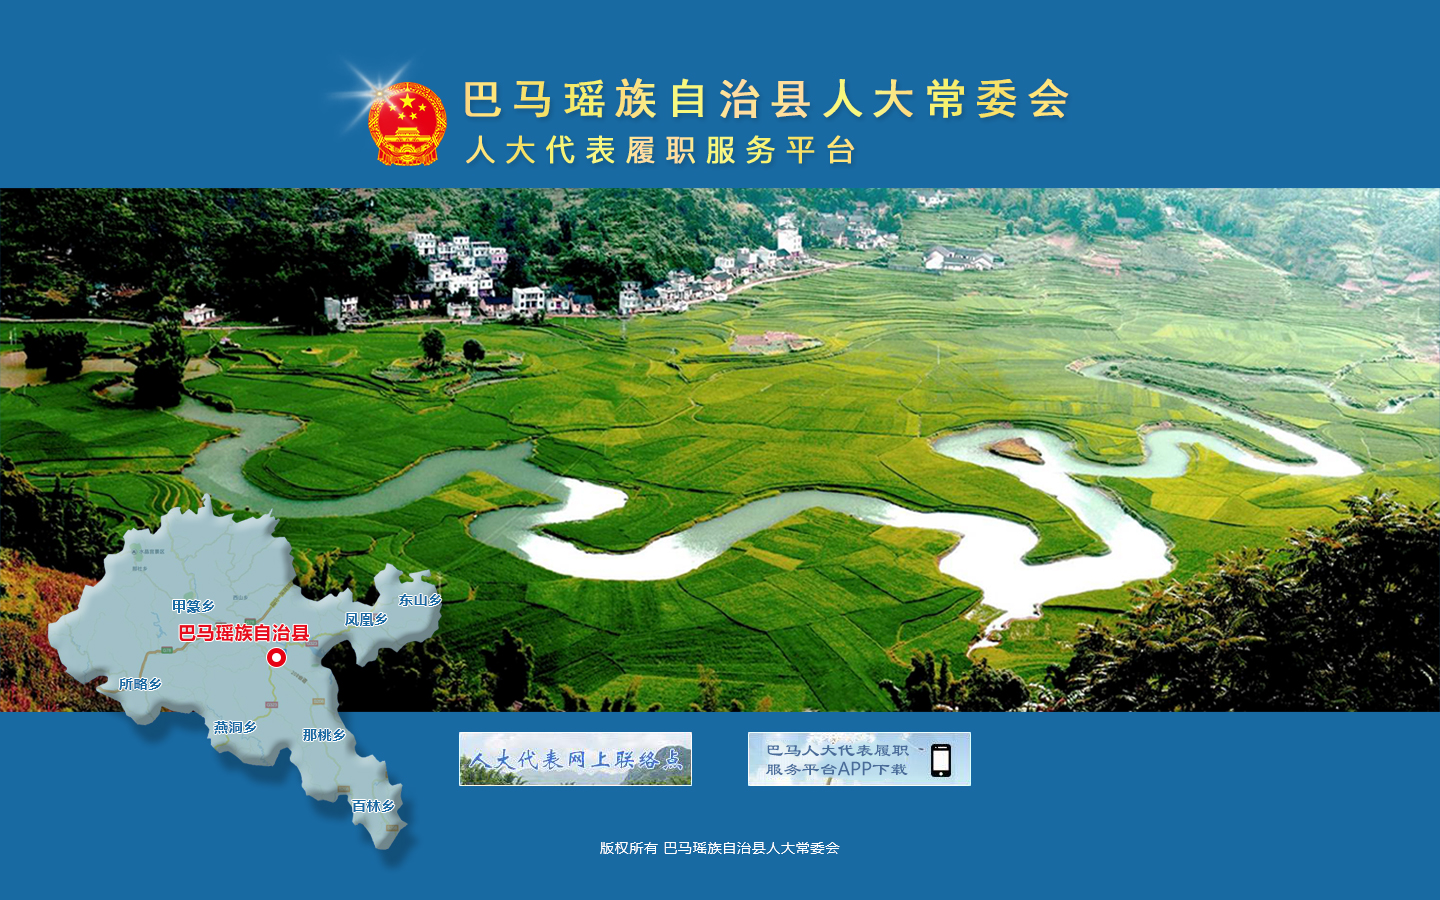 巴马瑶族自治县人大常委会
人大代表履职服务平台
甲篆乡
东山乡
凤凰乡
巴马瑶族自治县
所略乡
燕洞乡
那桃乡
百林乡
人大代表网上联络点
巴马人大代表履职
服务平台APP下载
版权所有 巴马瑶族自治县人大常委会